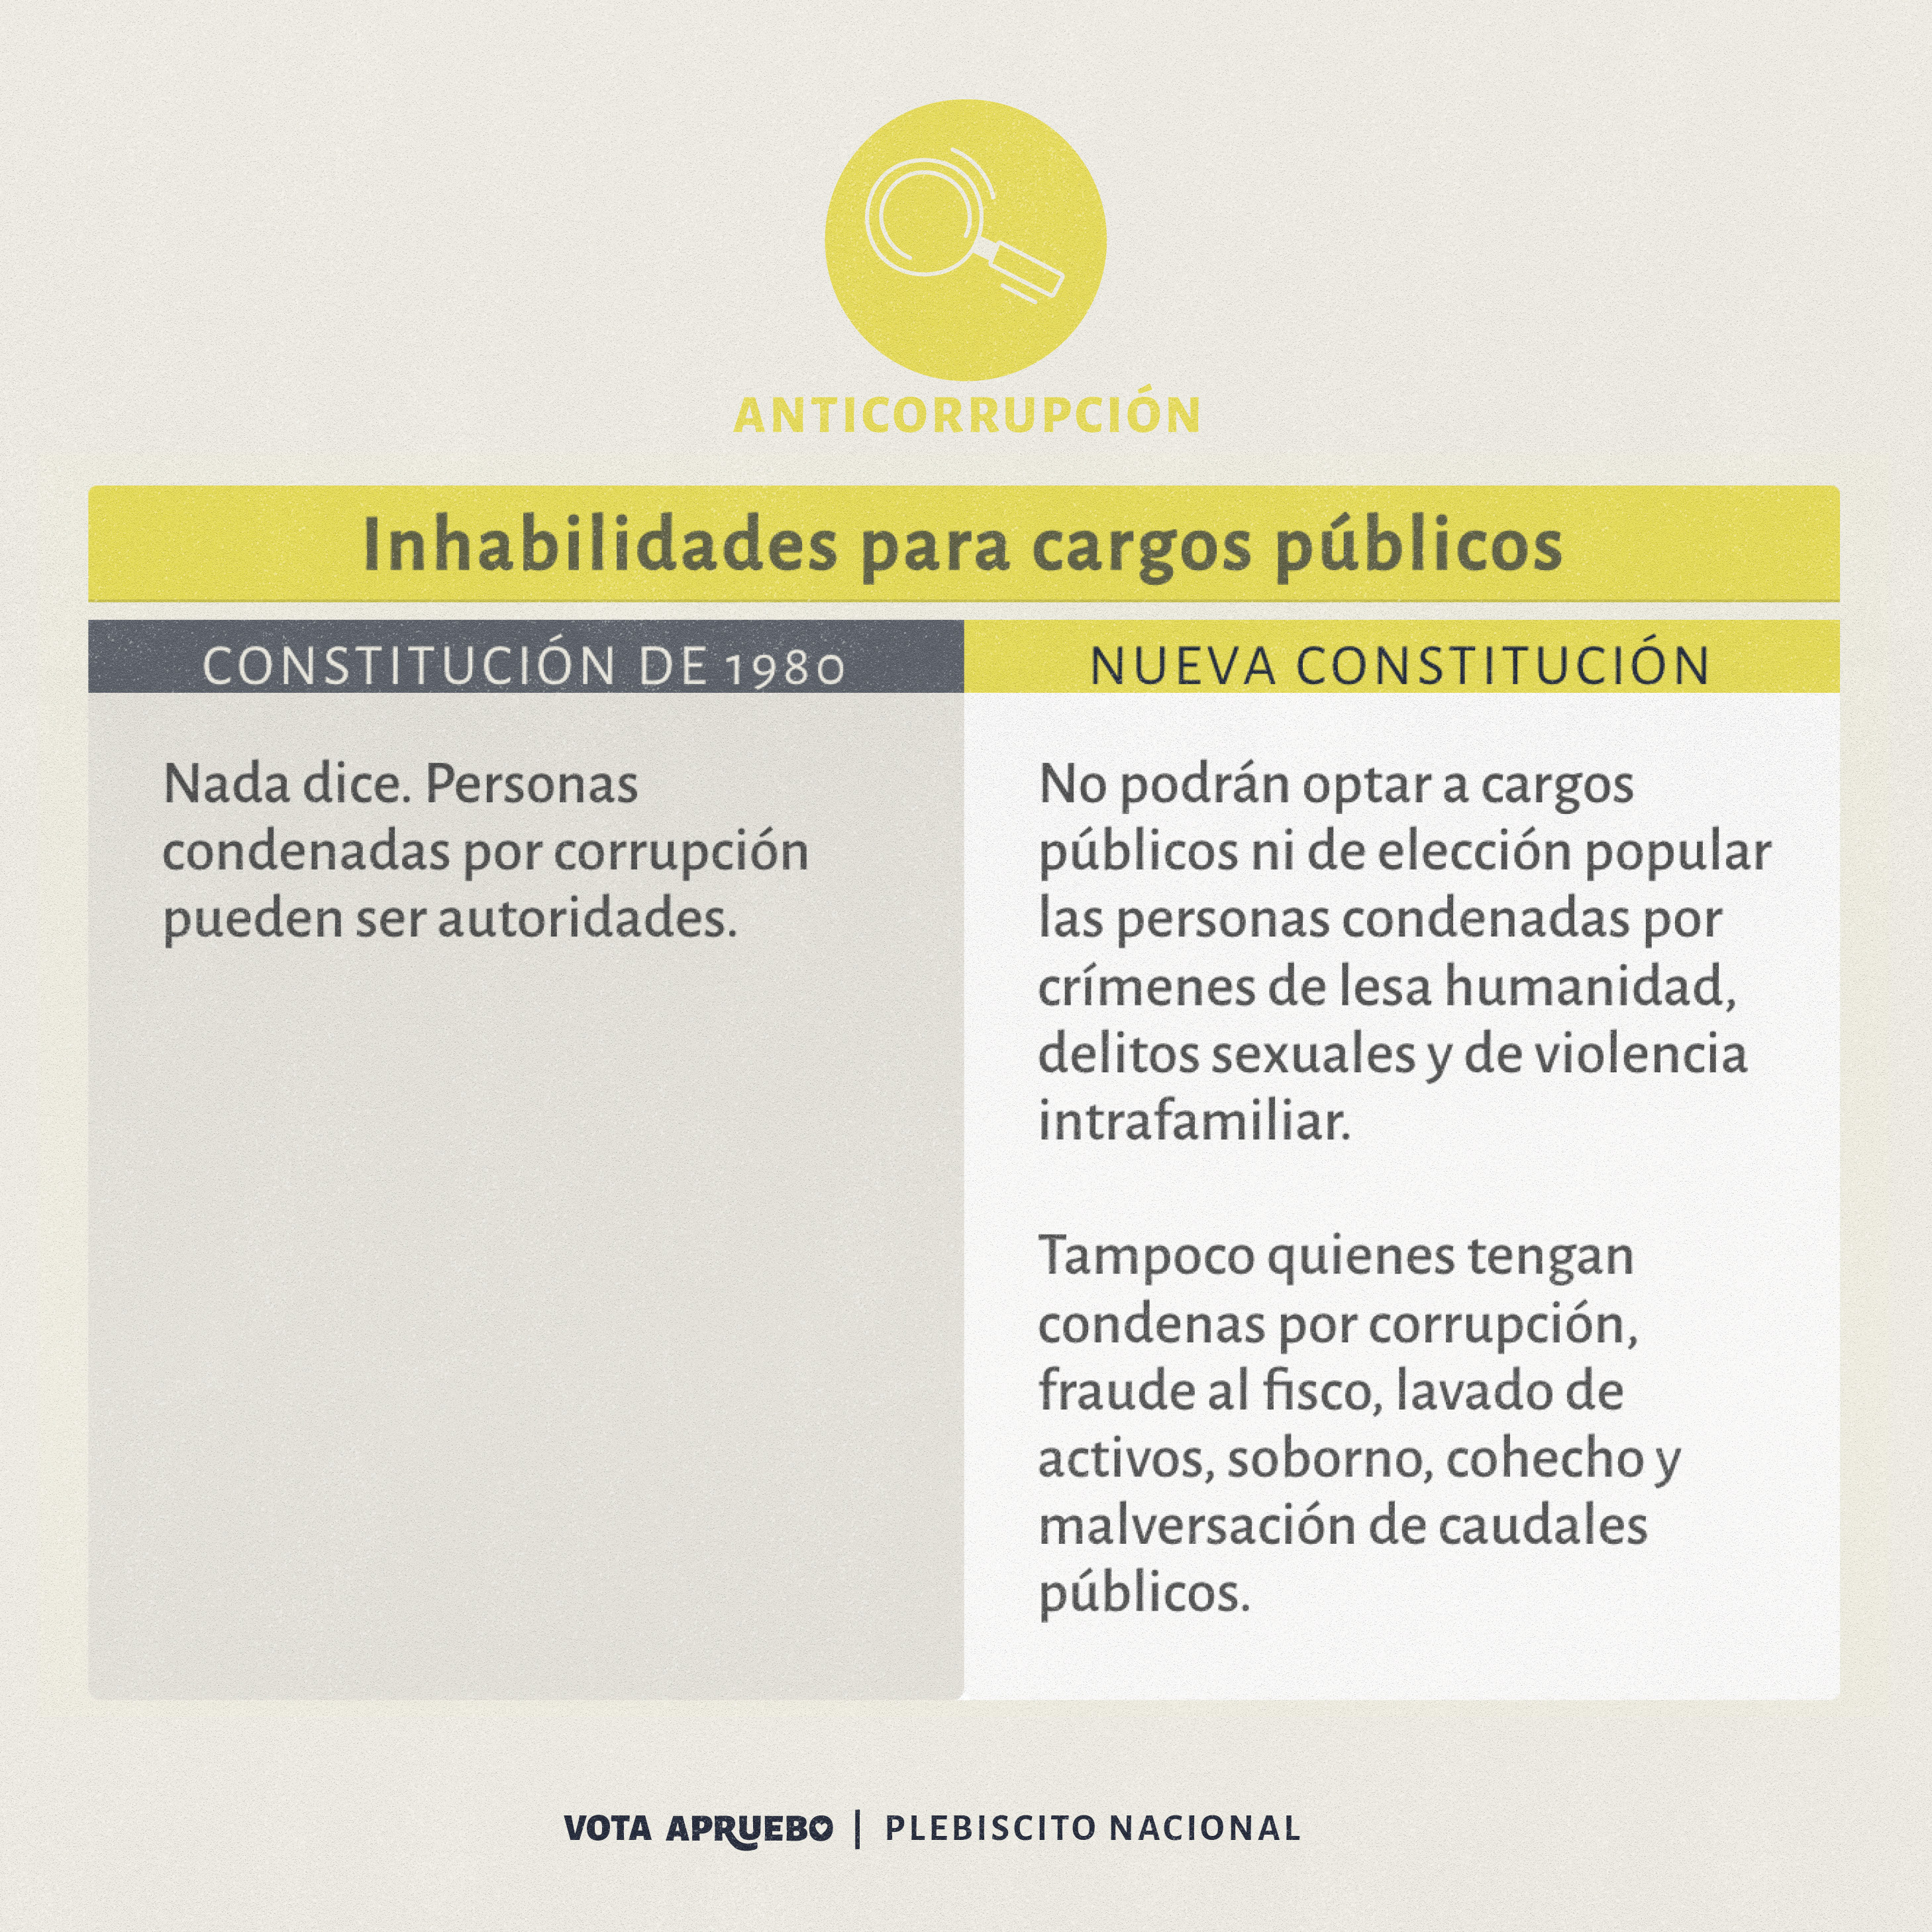 ANTICORRUPCIÓN
Inhabilidades para cargos públicos
CONSTITUCIÓN DE 1980
Nada dice. Personas
condenadas por corrupción
pueden ser autoridades.
NUEVA CONSTITUCIÓN
No podrán optar a cargos
públicos ni de elección popular
las personas condenadas por
crímenes de lesa humanidad,
delitos sexuales y de violencia
intrafamiliar.
Tampoco quienes tengan
condenas por corrupción,
fraude al fisco, lavado de
activos, soborno, cohecho y
malversación de caudales
públicos.
VOTA APRUEBO | PLEBISCITO NACIONAL